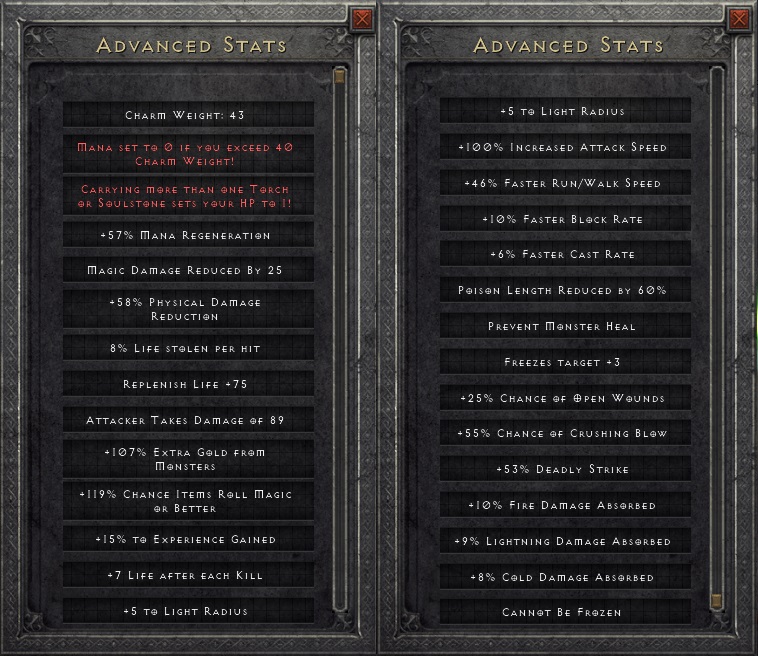 Advanced Stats
Charm Weight: 43
Mana set to 0 if you exceed 40
Charm Weight!
Carrying more than one Torch
or Soulstone sets your HP to 1!
+57% Mana Regeneration
Magic Damage Reduced By 25
+58% Physical Damage
Reduction
8% Life stolen per hit
Replenish Life +75
Attacker Takes Damage of 89
+107% Extra Gold from
Monsters
+119% Chance Items Roll Magic
or Better
+15% to Experience Gained
+7 Life after each Kill
+5 to Light Radius
Advanced Stats
+5 to Light Radius
+100% Increased Attack Speed
+46% Faster Run/Walk Speed
+10% Faster Block Rate
+6% Faster Cast Rate
Poison Length Reduced by 60%
Prevent Monster Heal
Freezes target +3
+25% Chance of Open Wounds
+55% Chance of Crushing Blow
+53% Deadly Strike
+10% Fire Damage Absorbed
+9% Lightning Damage Absorbed
+8% Cold Damage Absorbed
Cannot Be Frozen